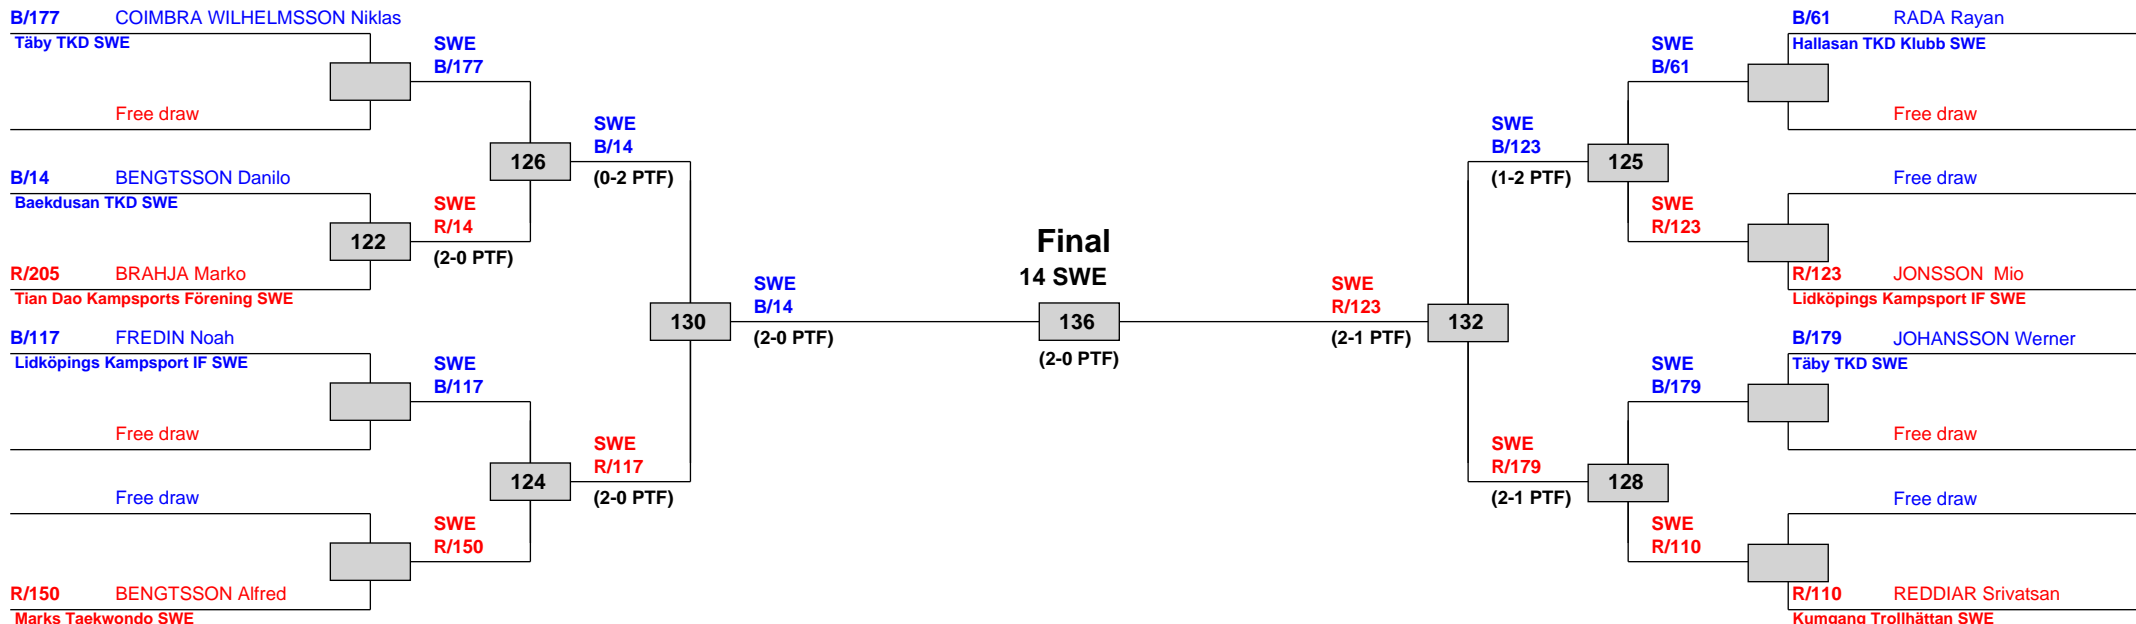 B/177 COIMBRA WILHELMSSON Niklas
Täby TKD SWE
Free draw
SWE
B/177
B/14 BENGTSSON Danilo
Baekdusan TKD SWE
122
R/205 BRAHJA Marko
Tian Dao Kampsports Förening SWE
SWE
R/14
(2-0 PTF)
126
SWE
B/14
(0-2 PTF)
B/117 FREDIN Noah
Lidköpings Kampsport IF SWE
Free draw
SWE
B/117
Free draw
R/150 BENGTSSON Alfred
Marks Taekwondo SWE
SWE
R/150
124
SWE
R/117
(2-0 PTF)
130
SWE
B/14
(2-0 PTF)
Final
14 SWE
136
(2-0 PTF)
SWE
R/123
(2-1 PTF)
132
SWE
B/123
(1-2 PTF)
125
SWE
B/61
B/61 RADA Rayan
Hallasan TKD Klubb SWE
Free draw
SWE
R/123
Free draw
R/123 JONSSON Mio
Lidköpings Kampsport IF SWE
SWE
R/179
(2-1 PTF)
128
SWE
B/179
B/179 JOHANSSON Werner
Täby TKD SWE
Free draw
SWE
R/110
Free draw
R/110 REDDIAR Srivatsan
Kumgang Trollhättan SWE